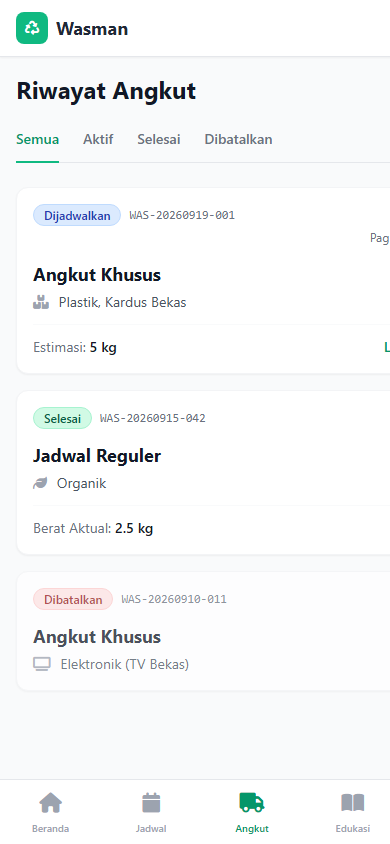 Wasman
Riwayat Angkut
Semua Aktif Selesai Dibatalkan
Dijadwalkan WAS-20260919-001
Pag
Angkut Khusus
Plastik, Kardus Bekas
Estimasi: 5 kg
Selesai WAS-20260915-042
Jadwal Reguler
Organik
Berat Aktual: 2.5 kg
Dibatalkan WAS-20260910-011
Angkut Khusus
Elektronik (TV Bekas)
Beranda Jadwal Angkut Edukasi